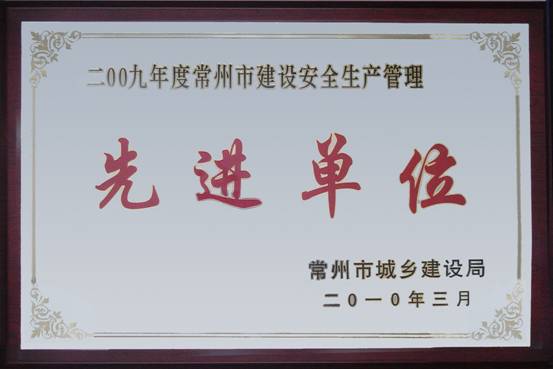 二00九年度常州市建设安全生产管理
先进单位
常州市城乡建设局
二0一0年三月